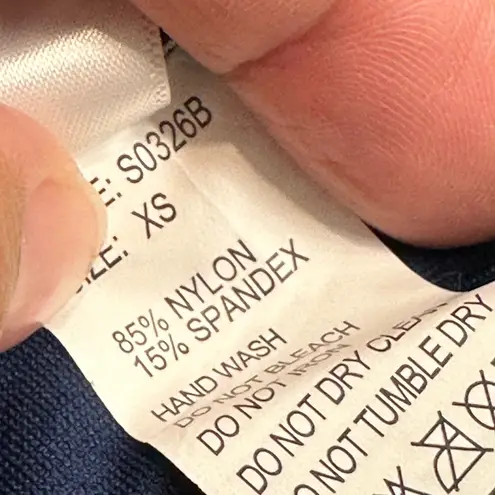 E: S0326B
SIZE: XS
85% NYLON
15% SPANDEX
HAND WASH
DO NOT BLEACH
DO NOT IRON
DO NOT DRY CLEAN
DO NOT TUMBLE DRY